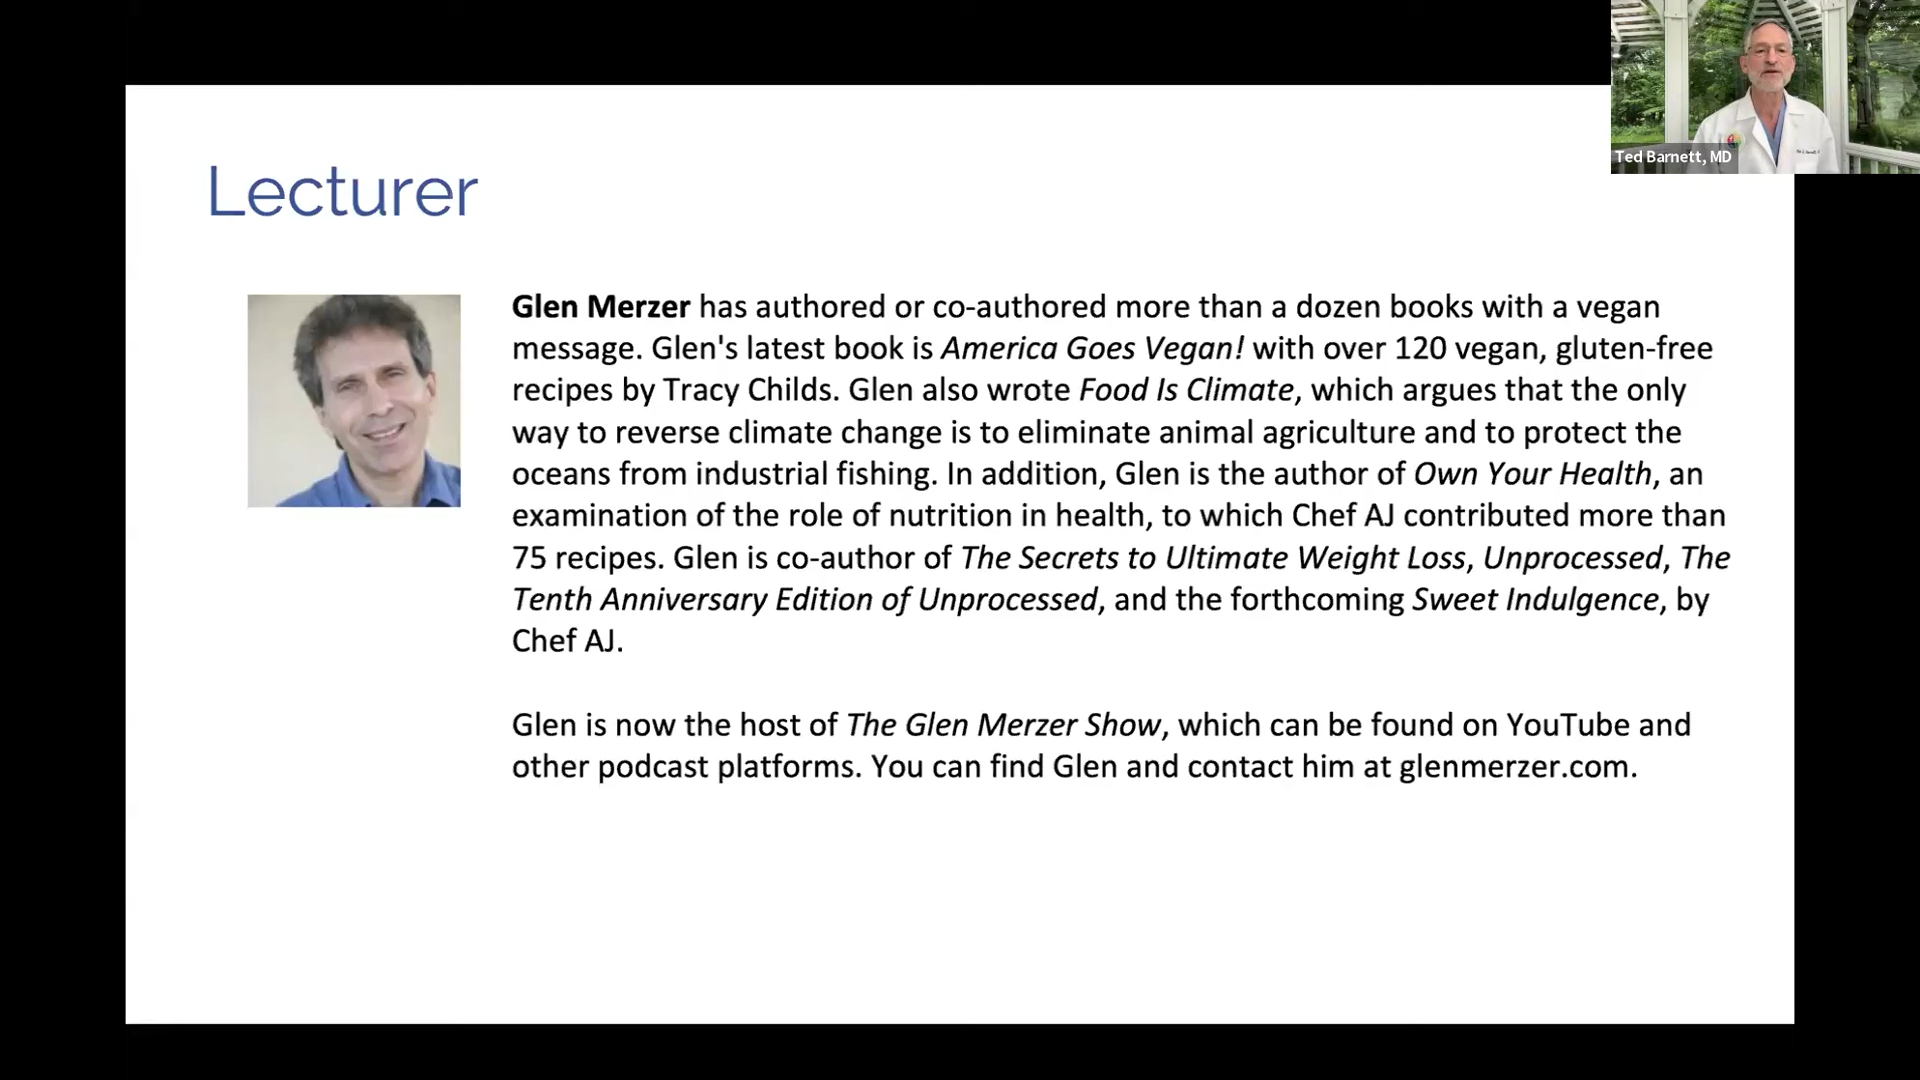 Ted Barnett, MD
Lecturer
Glen Merzer has authored or co-authored more than a dozen books with a vegan
message. Glen's latest book is America Goes Vegan! with over 120 vegan, gluten-free
recipes by Tracy Childs. Glen also wrote Food Is Climate, which argues that the only
way to reverse climate change is to eliminate animal agriculture and to protect the
oceans from industrial fishing. In addition, Glen is the author of Own Your Health, an
examination of the role of nutrition in health, to which Chef AJ contributed more than
75 recipes. Glen is co-author of The Secrets to Ultimate Weight Loss, Unprocessed, The
Tenth Anniversary Edition of Unprocessed, and the forthcoming Sweet Indulgence, by
Chef AJ.
Glen is now the host of The Glen Merzer Show, which can be found on YouTube and
other podcast platforms. You can find Glen and contact him at glenmerzer.com.